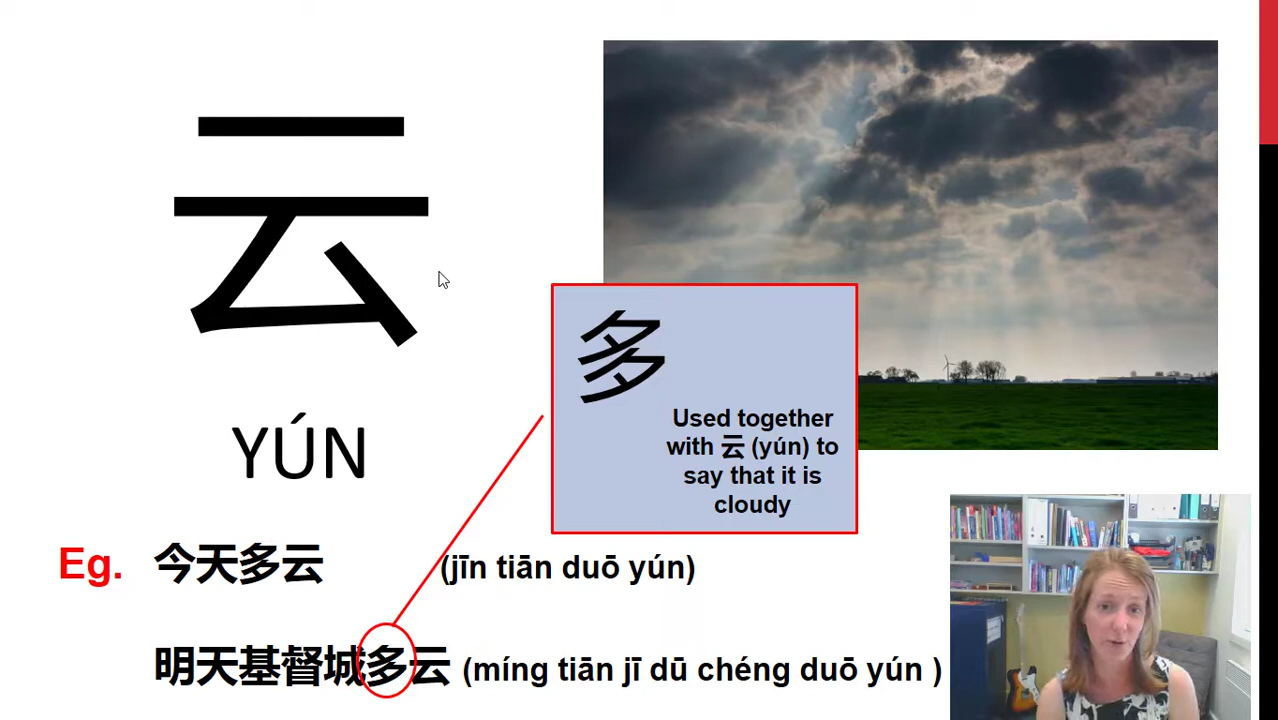 云
YÚN
多
Used together
with 云 (yún) to
say that it is
cloudy
Eg. 今天多云 (jīn tiān duō yún)
明天基督城多云 (míng tiān jī dū chéng duō yún )